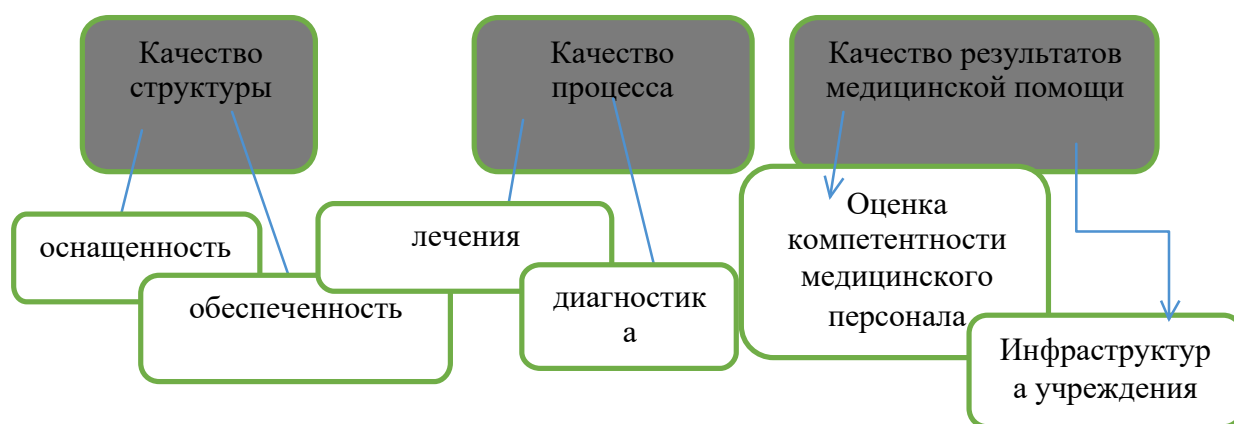 Качество
структуры
Качество
процесса
Качество результатов
медицинской помощи
оснащенность
обеспеченность
лечения
диагностик
а
Оценка
компетентности
медицинского
персонала
Инфраструктур
а учреждения